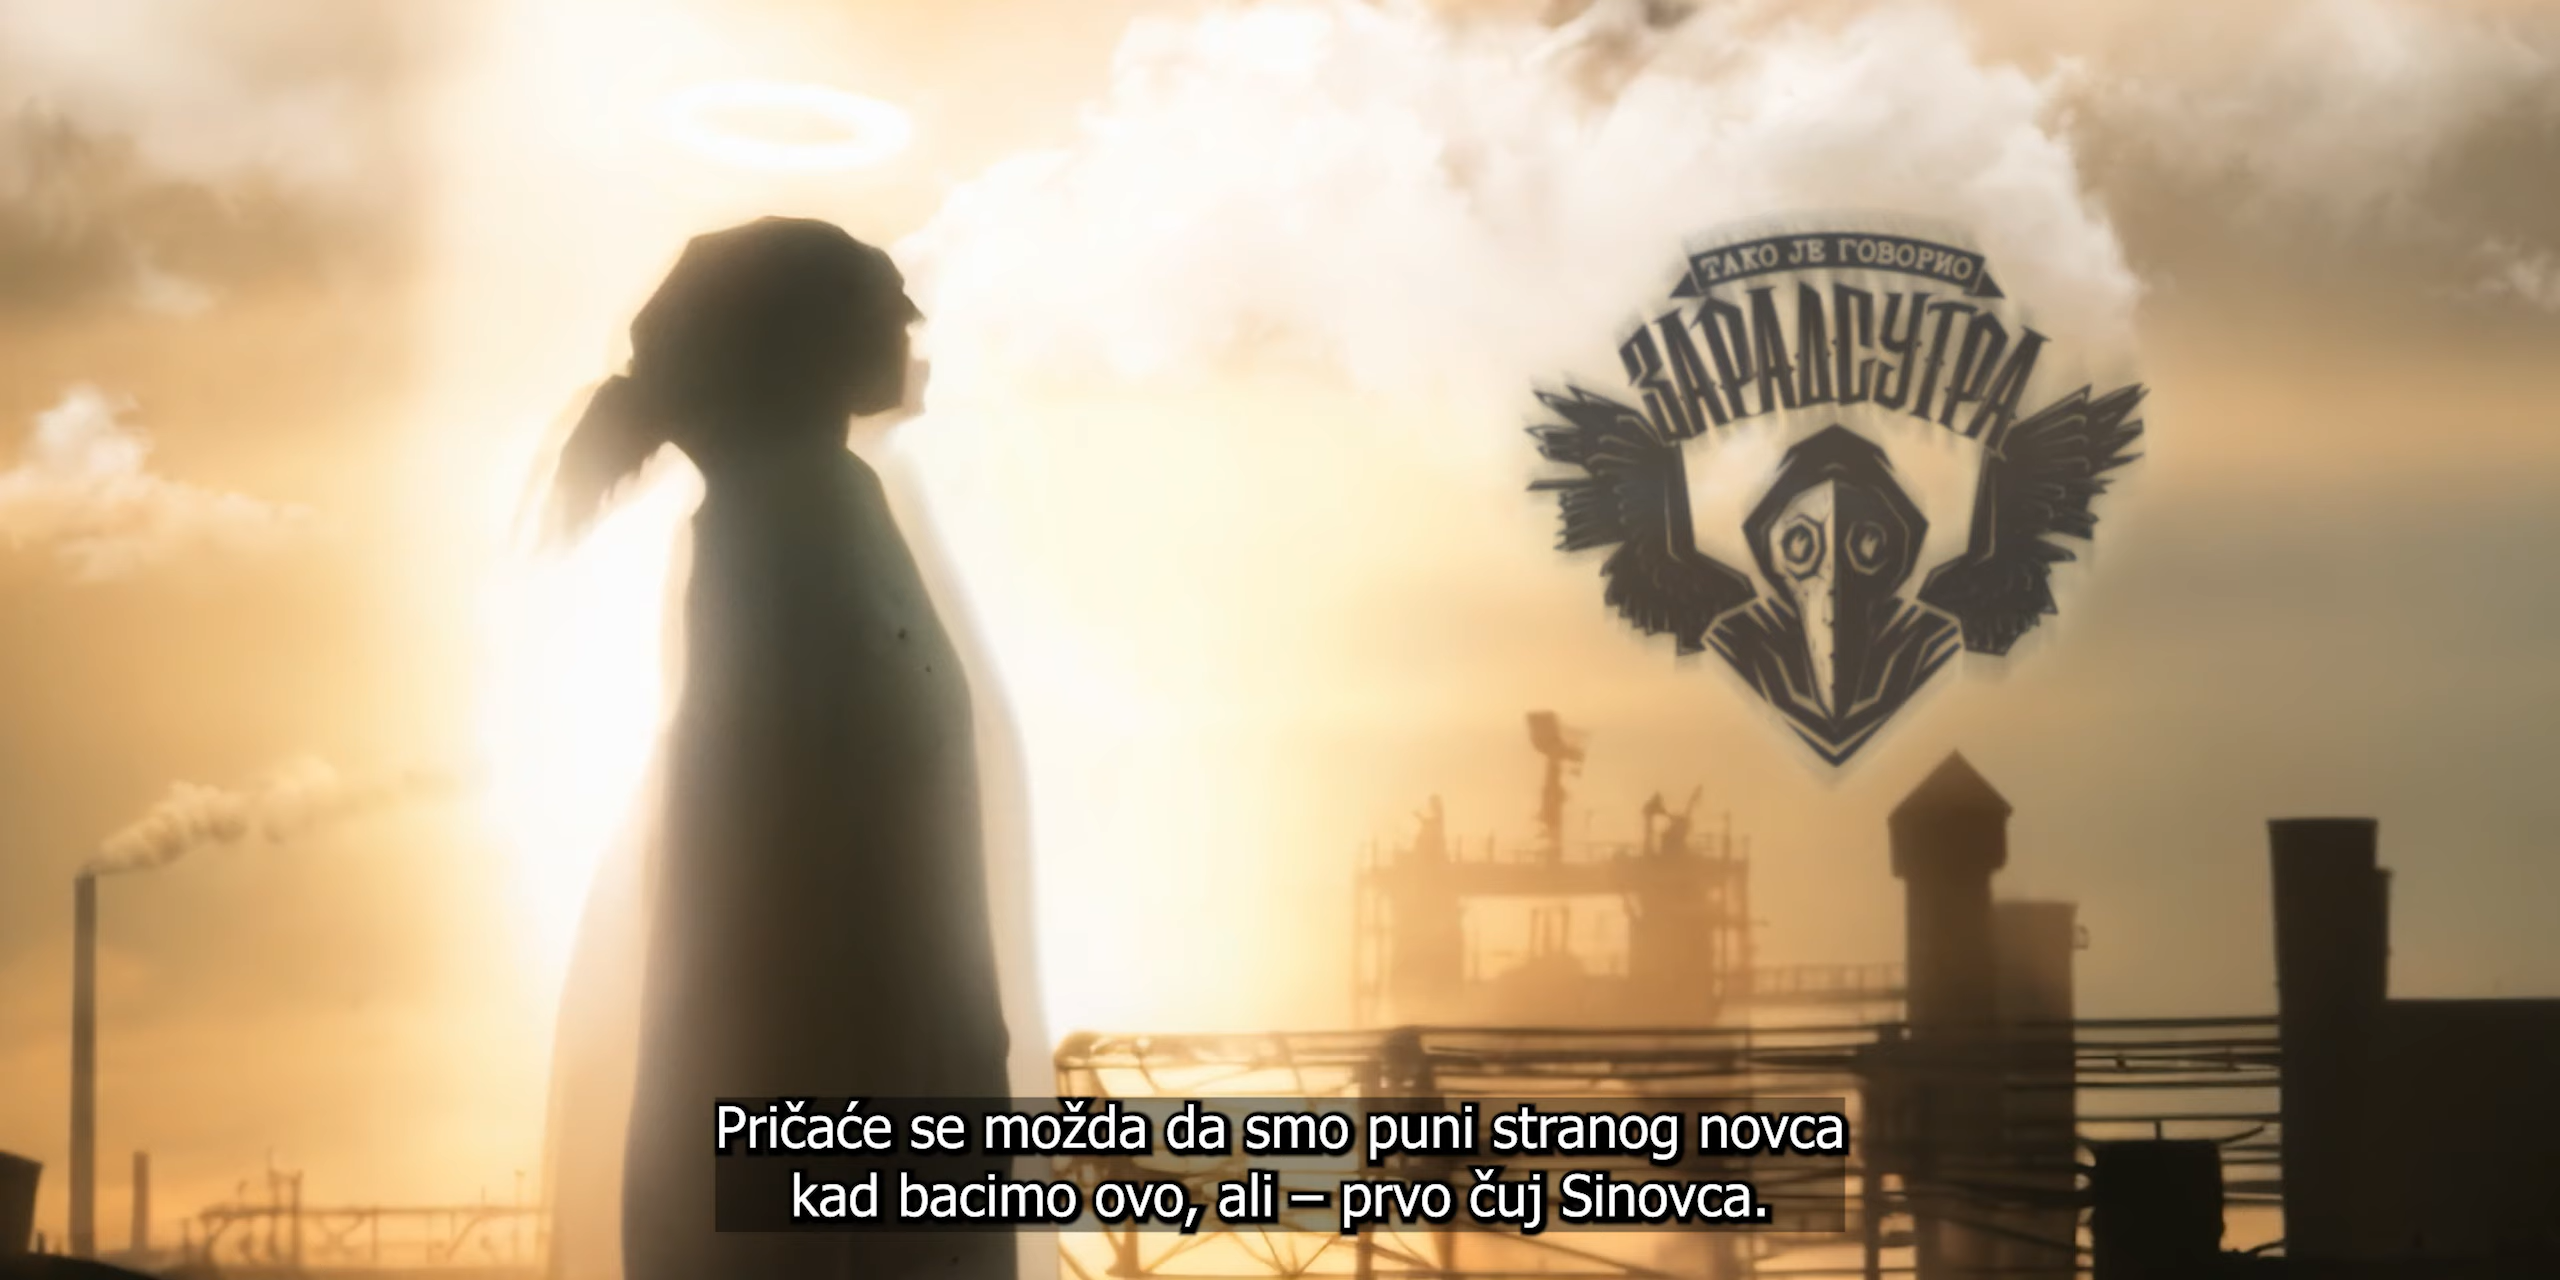 ТАКО ЈЕ ГОВОРИО
ЗАРАДСУТРА
Pričaće se možda da smo puni stranog novca
kad bacimo ovo, ali – prvo čuj Sinovca.